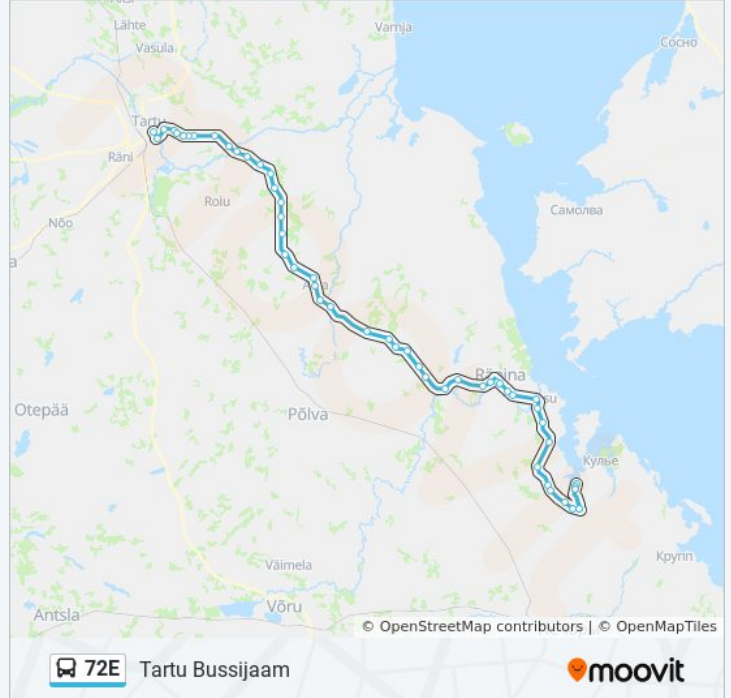 Lähte
Varnja
Vasula
Сосно
Tartu
Räni
Roiu
Самолва
Nõo
Räpina
Otepää
Põlva
Кулье
Крупп
Väimela
Võru
Antsla
© OpenStreetMap contributors | © OpenMapTiles
72E Tartu Bussijaam
moovit